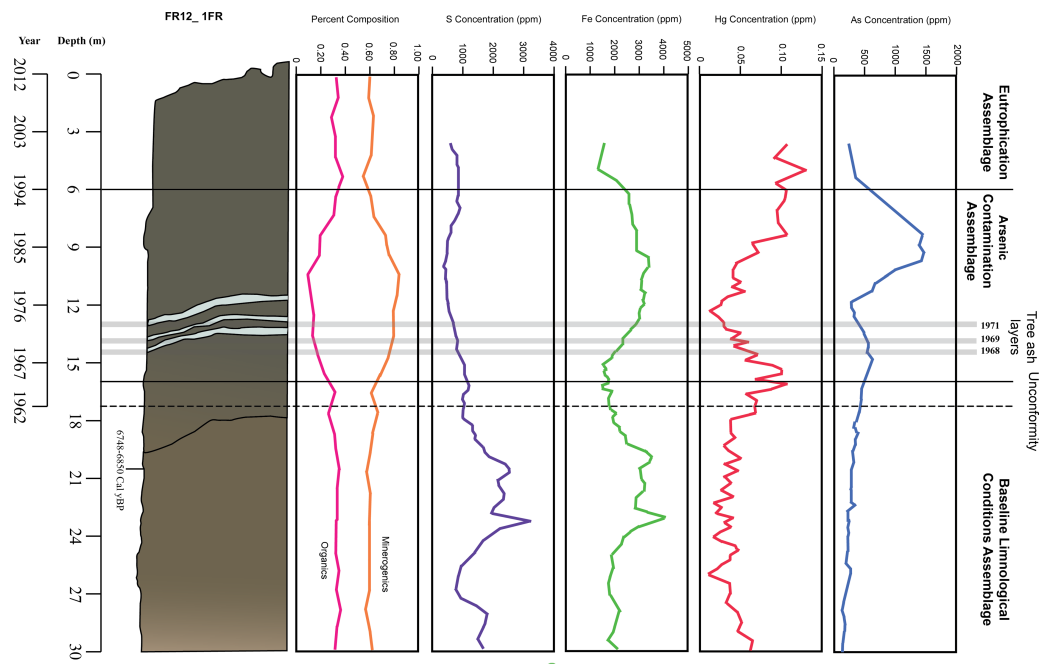 FR12_ 1FR
Percent Composition
S Concentration (ppm)
Fe Concentration (ppm)
Hg Concentration (ppm)
As Concentration (ppm)
Year
Depth (m)
0
0.20
0.40
0.60
0.80
1.00
0
1000
2000
3000
4000
0
1000
2000
3000
4000
5000
0.05
0.10
0.15
0
500
1000
1500
2000
2012
2003
1994
1985
1976
1967
1962
0
3
6
9
12
15
18
21
24
27
30
6748-6850 Cal yBP
Organics
Minerogenics
Eutrophication
Assemblage
Arsenic
Contamination
Assemblage
1971
1969
1968
Tree ash
layers
Unconformity
Baseline Limnological
Conditions Assemblage